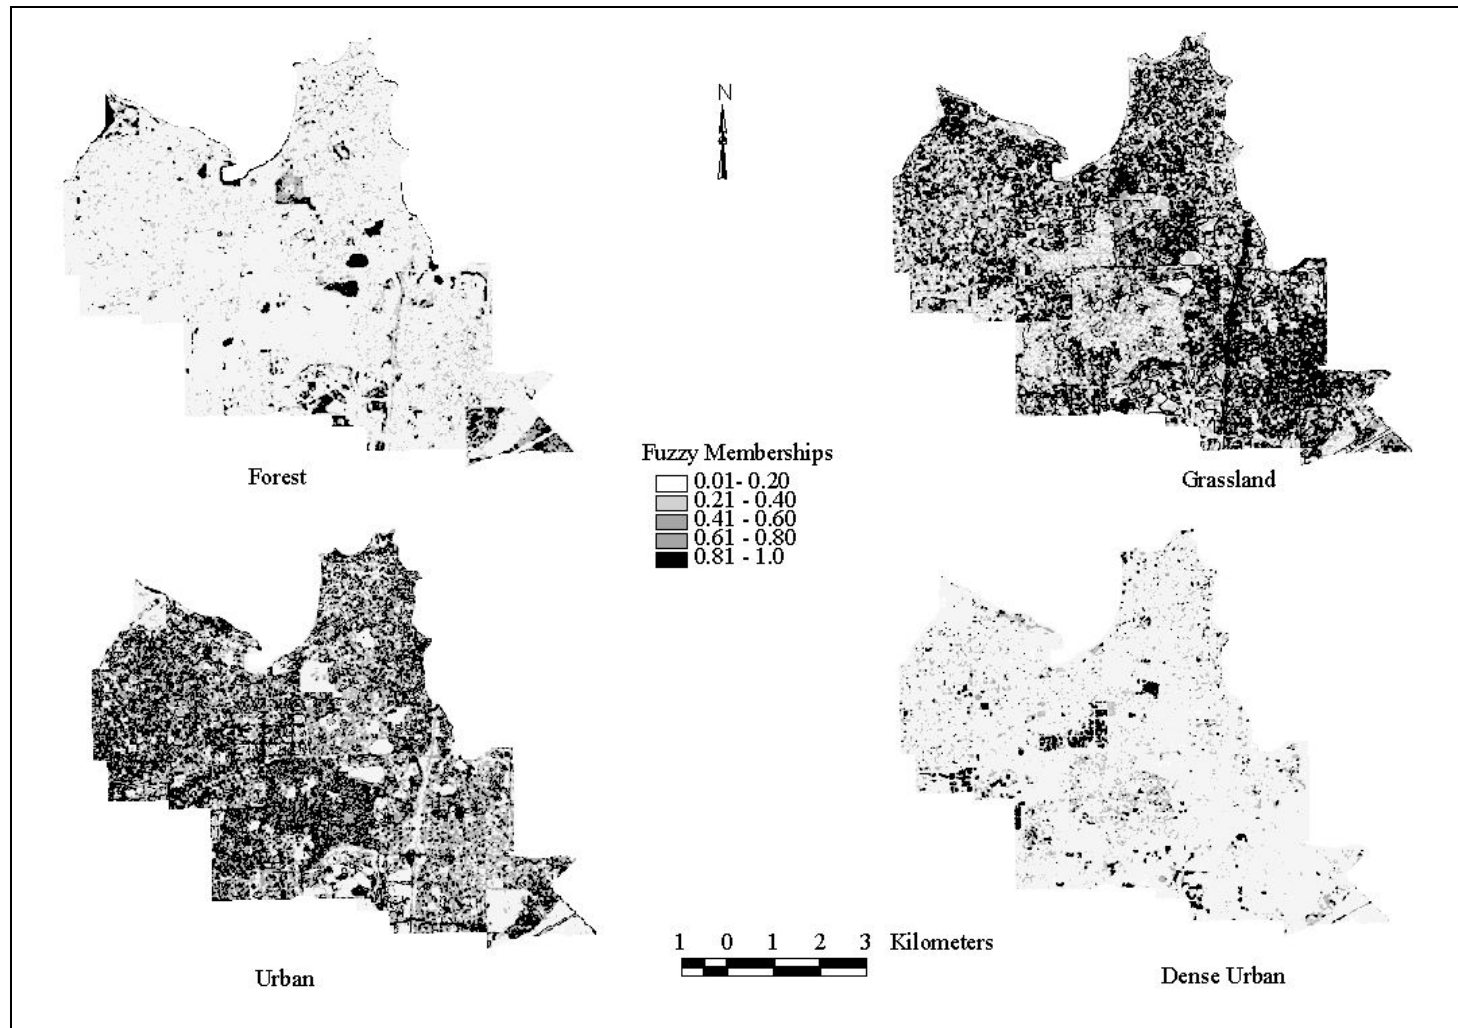 N
Forest
Grassland
Fuzzy Memberships
0.01- 0.20
0.21 - 0.40
0.41 - 0.60
0.61 - 0.80
0.81 - 1.0
1 0 1 2 3 Kilometers
Urban
Dense Urban